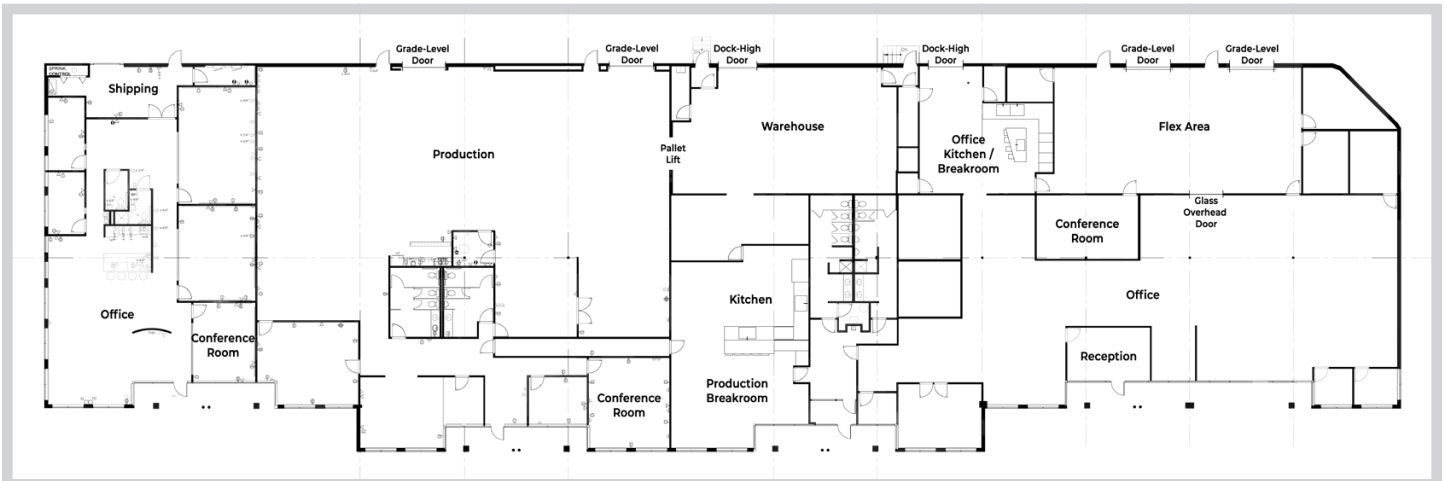 Grade-Level
Door
Grade-Level
Door
Dock-High
Door
Dock-High
Door
Grade-Level
Door
Grade-Level
Door
SPRINK.
CONTROL
Shipping
Production
Pallet
Lift
Warehouse
Office
Kitchen /
Breakroom
Flex Area
Glass
Overhead
Door
Conference
Room
Office
Conference
Room
Kitchen
Office
Reception
Production
Breakroom
Conference
Room